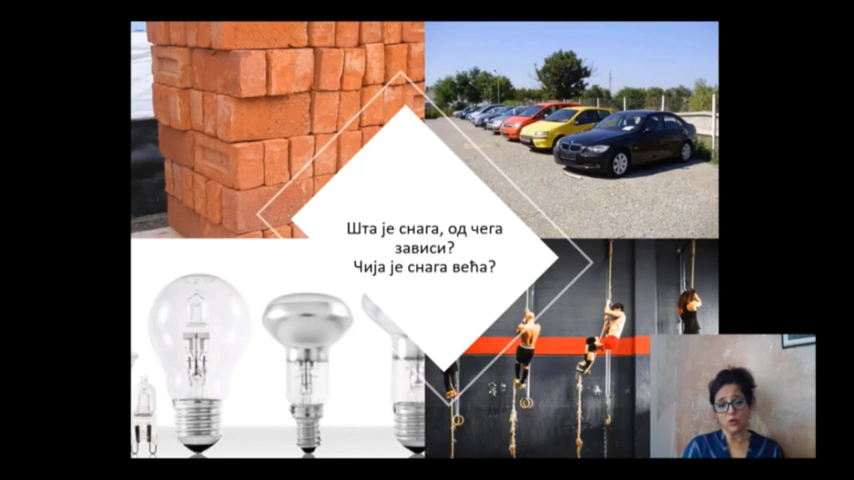 Шта је снага, од чега
зависи?
Чија је снага већа?